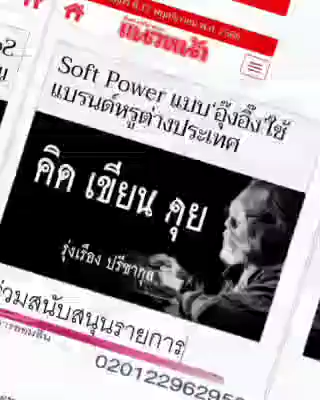 แนวหน้า
Soft Power แบบ 'อุ๊งอิ๊ง' ใช้
แบรนด์หรูต่างประเทศ
คิด เขียน คุย
รุ่งเรือง ปรีชากุล
ร่วมสนับสนุนรายการ